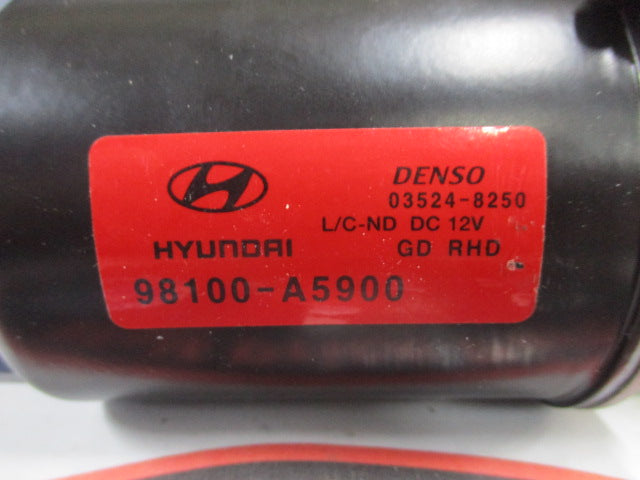 DENSO
03524-8250
L/C-ND DC 12V
HYUNDAI GD RHD
98100-A5900